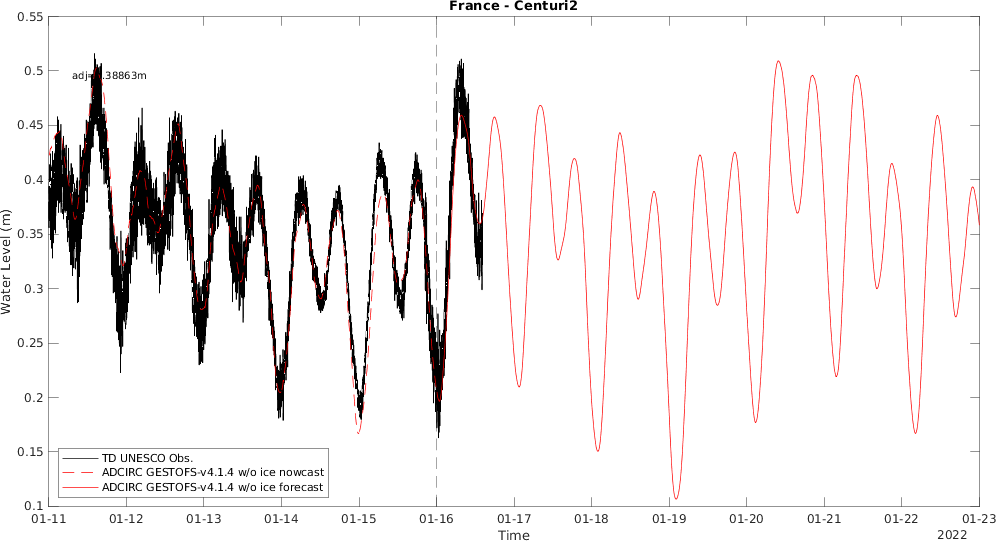 France - Centuri2
0.55
0.5
0.45
0.4
0.35
0.3
0.25
0.2
0.15
0.1
Water Level (m)
TD UNESCO Obs.
ADCIRC GESTOFS-v4.1.4 w/o ice nowcast
ADCIRC GESTOFS-v4.1.4 w/o ice forecast
01-11 01-12 01-13 01-14 01-15 01-16 01-17 01-18 01-19 01-20 01-21 01-22 01-23
Time
2022